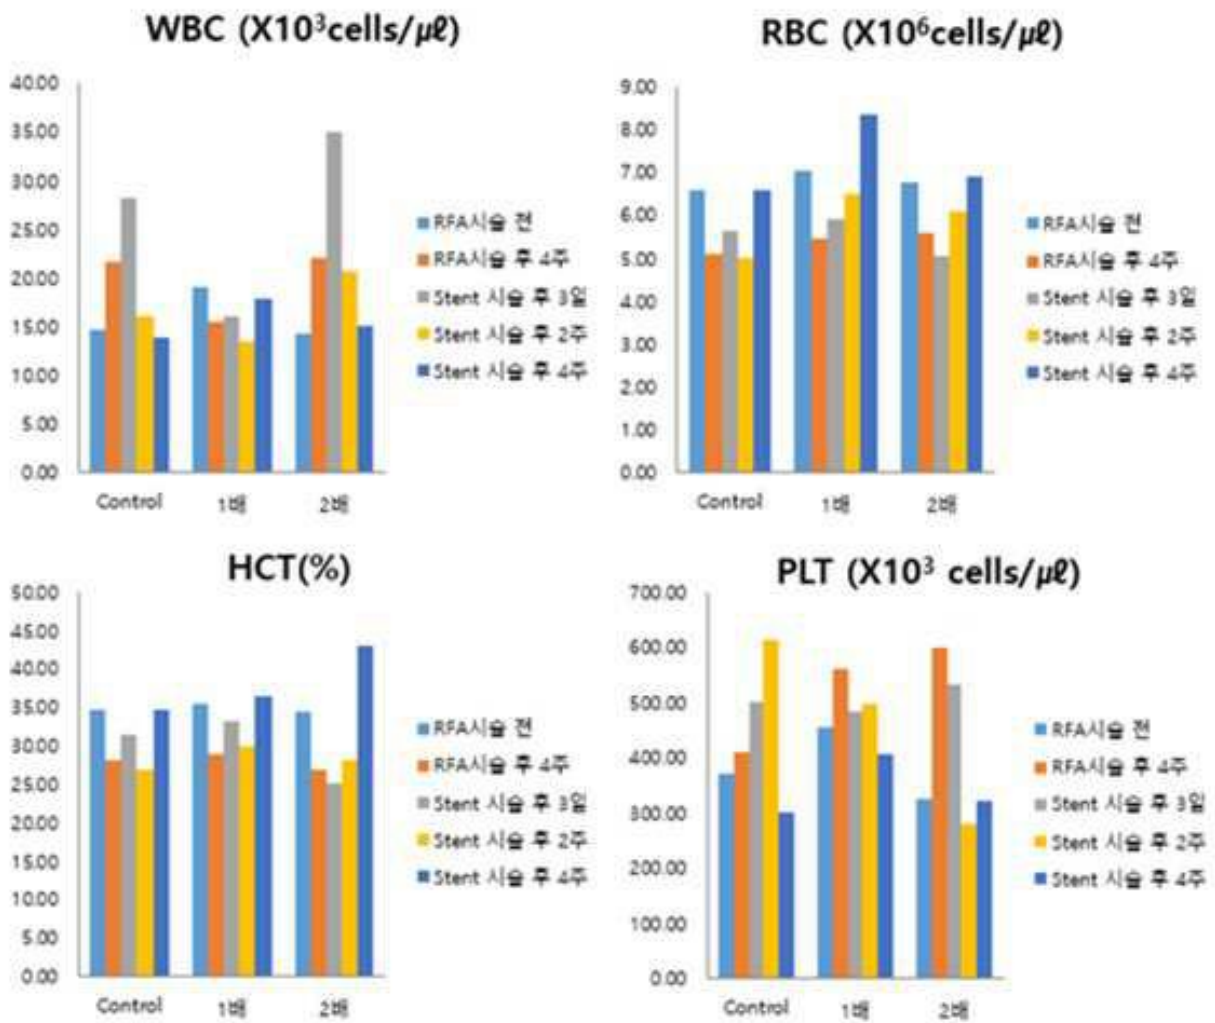 WBC (X10³cells/㎕)
40.00
35.00
30.00
25.00
20.00
15.00
10.00
5.00
0.00
Control 1배 2배
RFA시술 전
RFA시술 후 4주
Stent 시술 후 3일
Stent 시술 후 2주
Stent 시술 후 4주
RBC (X10⁶cells/㎕)
9.00
8.00
7.00
6.00
5.00
4.00
3.00
2.00
1.00
0.00
Control 1배 2배
RFA시술 전
RFA시술 후 4주
Stent 시술 후 3일
Stent 시술 후 2주
Stent 시술 후 4주
HCT(%)
50.00
45.00
40.00
35.00
30.00
25.00
20.00
15.00
10.00
5.00
0.00
Control 1배 2배
RFA시술 전
RFA시술 후 4주
Stent 시술 후 3일
Stent 시술 후 2주
Stent 시술 후 4주
PLT (X10³ cells/㎕)
700.00
600.00
500.00
400.00
300.00
200.00
100.00
0.00
Control 1배 2배
RFA시술 전
RFA시술 후 4주
Stent 시술 후 3일
Stent 시술 후 2주
Stent 시술 후 4주